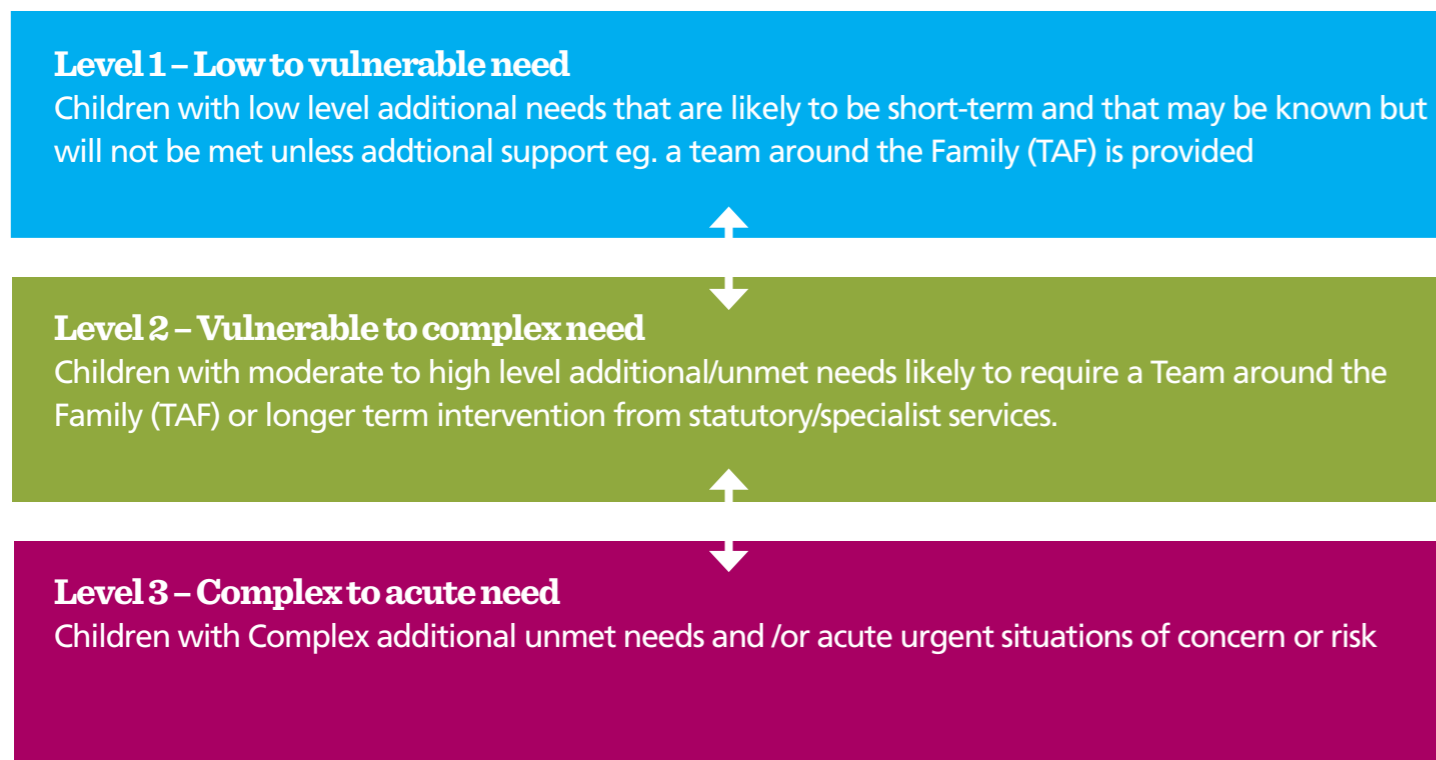 Level 1 – Low to vulnerable need
Children with low level additional needs that are likely to be short-term and that may be known but
will not be met unless addtional support eg. a team around the Family (TAF) is provided
Level 2 – Vulnerable to complex need
Children with moderate to high level additional/unmet needs likely to require a Team around the
Family (TAF) or longer term intervention from statutory/specialist services.
Level 3 – Complex to acute need
Children with Complex additional unmet needs and /or acute urgent situations of concern or risk